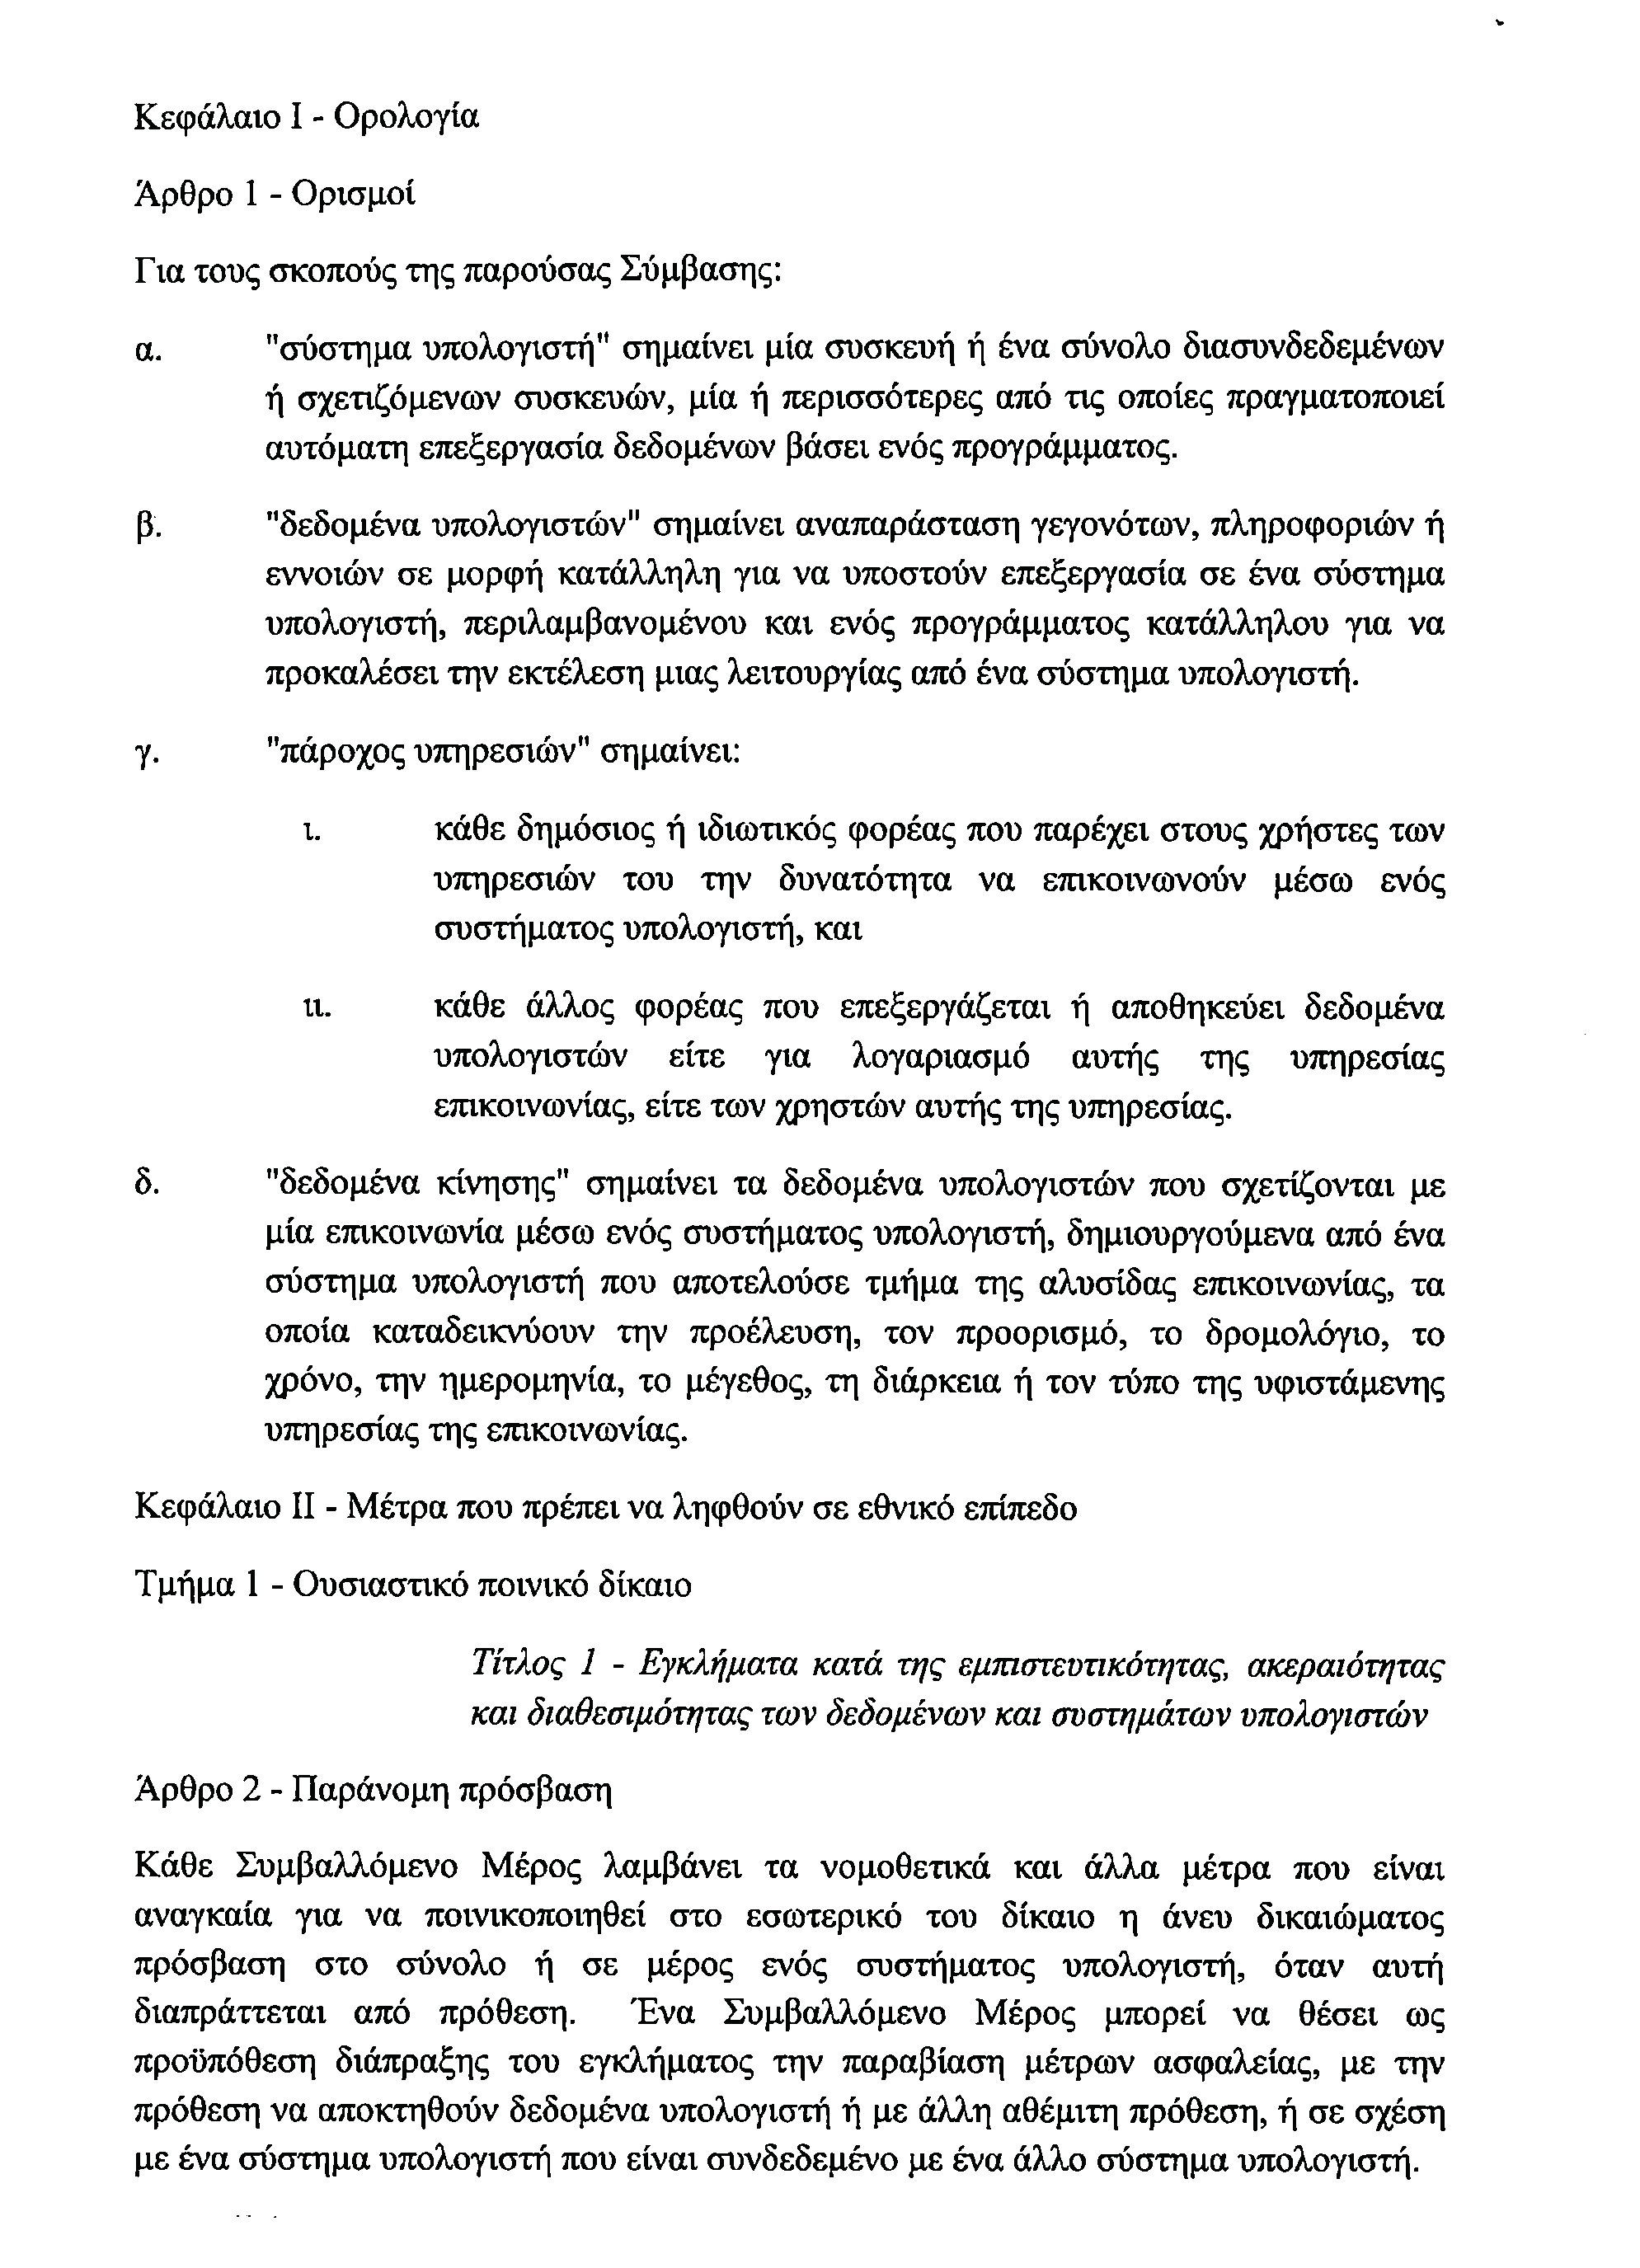 Κεφάλαιο Ι - Ορολογία
Άρθρο 1 - Ορισμοί
Για τους σκοπούς της παρούσας Σύμβασης:
α. "σύστημα υπολογιστή" σημαίνει μία συσκευή ή ένα σύνολο διασυνδεδεμένων
ή σχετιζόμενων συσκευών, μία ή περισσότερες από τις οποίες πραγματοποιεί
αυτόματη επεξεργασία δεδομένων βάσει ενός προγράμματος.
β. "δεδομένα υπολογιστών" σημαίνει αναπαράσταση γεγονότων, πληροφοριών ή
εννοιών σε μορφή κατάλληλη για να υποστούν επεξεργασία σε ένα σύστημα
υπολογιστή, περιλαμβανομένου και ενός προγράμματος κατάλληλου για να
προκαλέσει την εκτέλεση μιας λειτουργίας από ένα σύστημα υπολογιστή.
γ. "πάροχος υπηρεσιών" σημαίνει:
ι. κάθε δημόσιος ή ιδιωτικός φορέας που παρέχει στους χρήστες των
υπηρεσιών του την δυνατότητα να επικοινωνούν μέσω ενός
συστήματος υπολογιστή, και
ιι. κάθε άλλος φορέας που επεξεργάζεται ή αποθηκεύει δεδομένα
υπολογιστών είτε για λογαριασμό αυτής της υπηρεσίας
επικοινωνίας, είτε των χρηστών αυτής της υπηρεσίας.
δ. "δεδομένα κίνησης" σημαίνει τα δεδομένα υπολογιστών που σχετίζονται με
μία επικοινωνία μέσω ενός συστήματος υπολογιστή, δημιουργούμενα από ένα
σύστημα υπολογιστή που αποτελούσε τμήμα της αλυσίδας επικοινωνίας, τα
οποία καταδεικνύουν την προέλευση, τον προορισμό, το δρομολόγιο, το
χρόνο, την ημερομηνία, το μέγεθος, τη διάρκεια ή τον τύπο της υφιστάμενης
υπηρεσίας της επικοινωνίας.
Κεφάλαιο ΙΙ - Μέτρα που πρέπει να ληφθούν σε εθνικό επίπεδο
Τμήμα 1 - Ουσιαστικό ποινικό δίκαιο
Τίτλος 1 - Εγκλήματα κατά της εμπιστευτικότητας, ακεραιότητας
και διαθεσιμότητας των δεδομένων και συστημάτων υπολογιστών
Άρθρο 2 - Παράνομη πρόσβαση
Κάθε Συμβαλλόμενο Μέρος λαμβάνει τα νομοθετικά και άλλα μέτρα που είναι
αναγκαία για να ποινικοποιηθεί στο εσωτερικό του δίκαιο η άνευ δικαιώματος
πρόσβαση στο σύνολο ή σε μέρος ενός συστήματος υπολογιστή, όταν αυτή
διαπράττεται από πρόθεση. Ένα Συμβαλλόμενο Μέρος μπορεί να θέσει ως
προϋπόθεση διάπραξης του εγκλήματος την παραβίαση μέτρων ασφαλείας, με την
πρόθεση να αποκτηθούν δεδομένα υπολογιστή ή με άλλη αθέμιτη πρόθεση, ή σε σχέση
με ένα σύστημα υπολογιστή που είναι συνδεδεμένο με ένα άλλο σύστημα υπολογιστή.